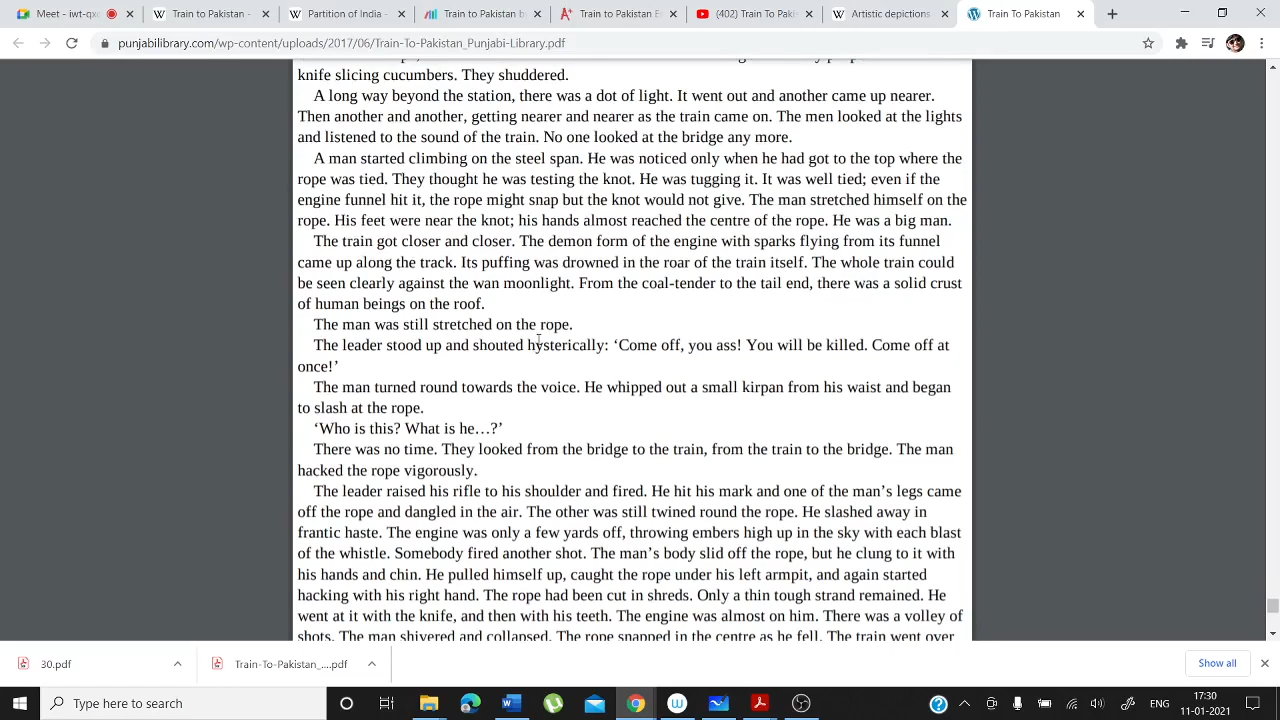 Meet - iwt-qx
Train to Pakistan -
Partition of India -
Train to Pakistan b
Train to Pakistan Es
(402) Train to Pakis
Artistic depictions
Train To Pakistan
punjabilibrary.com/wp-content/uploads/2017/06/Train-To-Pakistan_Punjabi-Library.pdf
knife slicing cucumbers. They shuddered.
A long way beyond the station, there was a dot of light. It went out and another came up nearer.
Then another and another, getting nearer and nearer as the train came on. The men looked at the lights
and listened to the sound of the train. No one looked at the bridge any more.
A man started climbing on the steel span. He was noticed only when he had got to the top where the
rope was tied. They thought he was testing the knot. He was tugging it. It was well tied; even if the
engine funnel hit it, the rope might snap but the knot would not give. The man stretched himself on the
rope. His feet were near the knot; his hands almost reached the centre of the rope. He was a big man.
The train got closer and closer. The demon form of the engine with sparks flying from its funnel
came up along the track. Its puffing was drowned in the roar of the train itself. The whole train could
be seen clearly against the wan moonlight. From the coal-tender to the tail end, there was a solid crust
of human beings on the roof.
The man was still stretched on the rope.
The leader stood up and shouted hysterically: ‘Come off, you ass! You will be killed. Come off at
once!’
The man turned round towards the voice. He whipped out a small kirpan from his waist and began
to slash at the rope.
‘Who is this? What is he…?’
There was no time. They looked from the bridge to the train, from the train to the bridge. The man
hacked the rope vigorously.
The leader raised his rifle to his shoulder and fired. He hit his mark and one of the man’s legs came
off the rope and dangled in the air. The other was still twined round the rope. He slashed away in
frantic haste. The engine was only a few yards off, throwing embers high up in the sky with each blast
of the whistle. Somebody fired another shot. The man’s body slid off the rope, but he clung to it with
his hands and chin. He pulled himself up, caught the rope under his left armpit, and again started
hacking with his right hand. The rope had been cut in shreds. Only a thin tough strand remained. He
went at it with the knife, and then with his teeth. The engine was almost on him. There was a volley of
shots. The man shivered and collapsed. The rope snapped in the centre as he fell. The train went over
30.pdf
Train-To-Pakistan_....pdf
Show all
Type here to search
ENG
17:30
11-01-2021